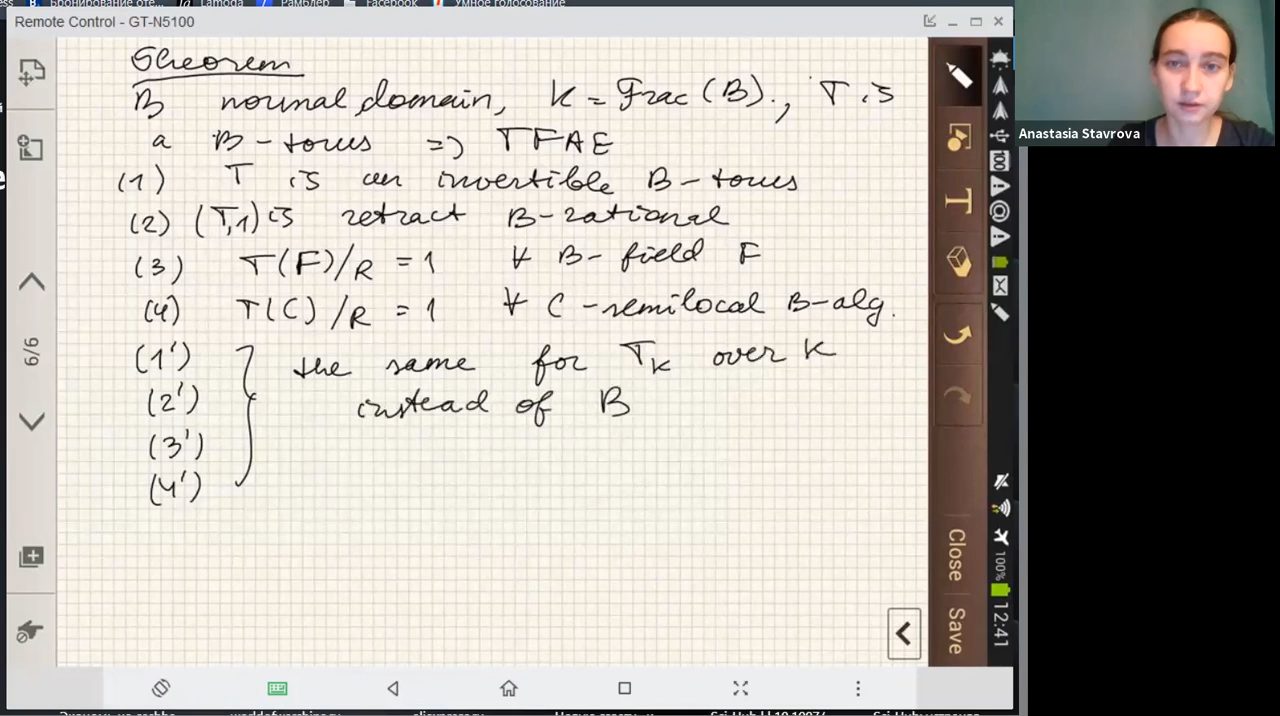 Remote Control - GT-N5100
Theorem
B normal domain, K = Frac (B)., T is
a B-torus => TFAE
(1) T is an invertible B-torus
(2) (T,1) is retract B-rational
(3) T(F)/R = 1 ∀ B-field F
(4) T(C)/R = 1 ∀ C-semilocal B-alg.
(1') } the same for T_K over K
(2') instead of B
(3')
(4')
9/9
Close
Save
100%
12:41
Anastasia Stavrova